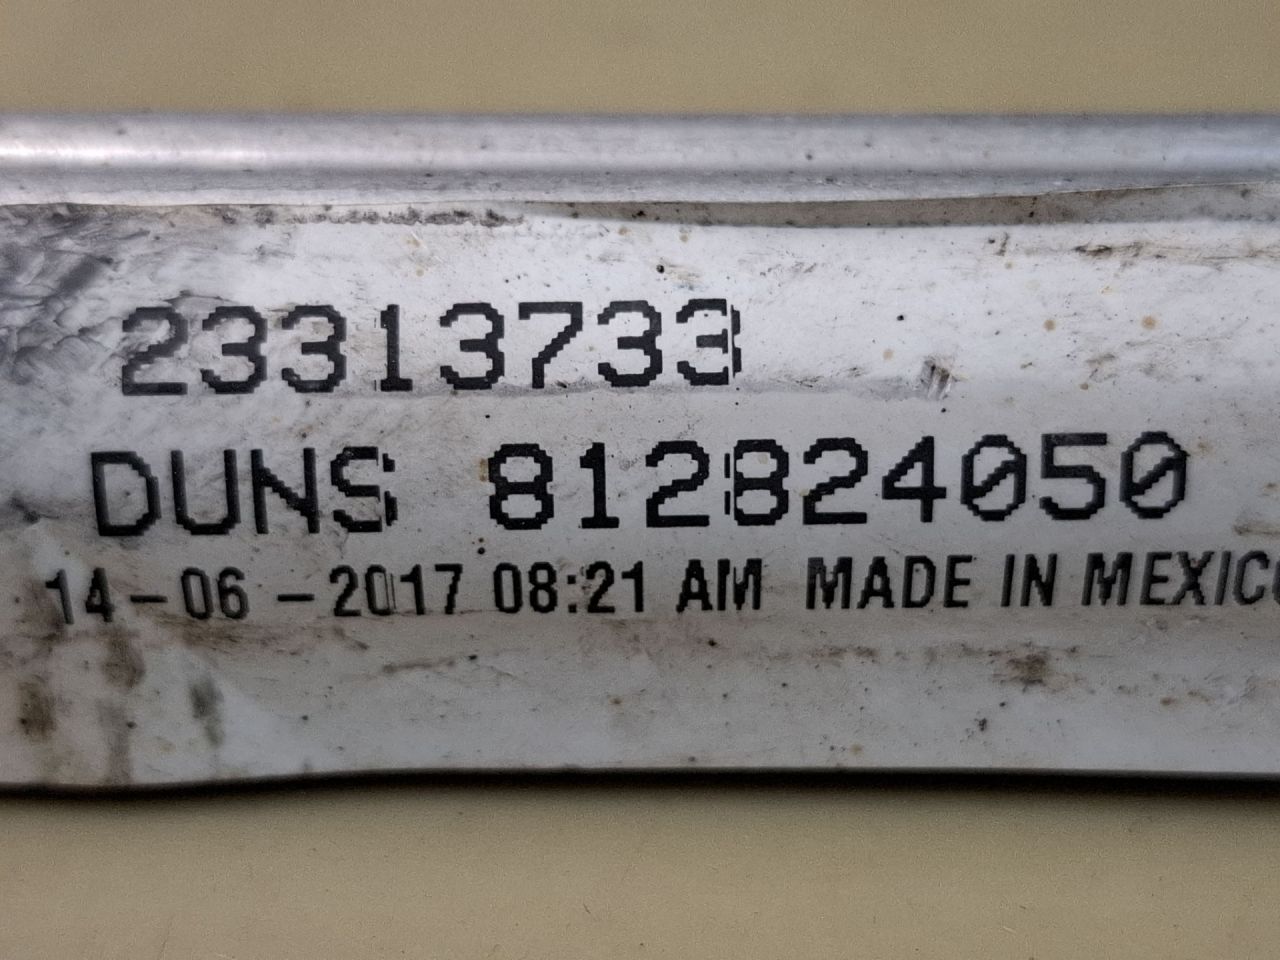 23313733
DUNS 812824050
14-06-2017 08:21 AM MADE IN MEXICO